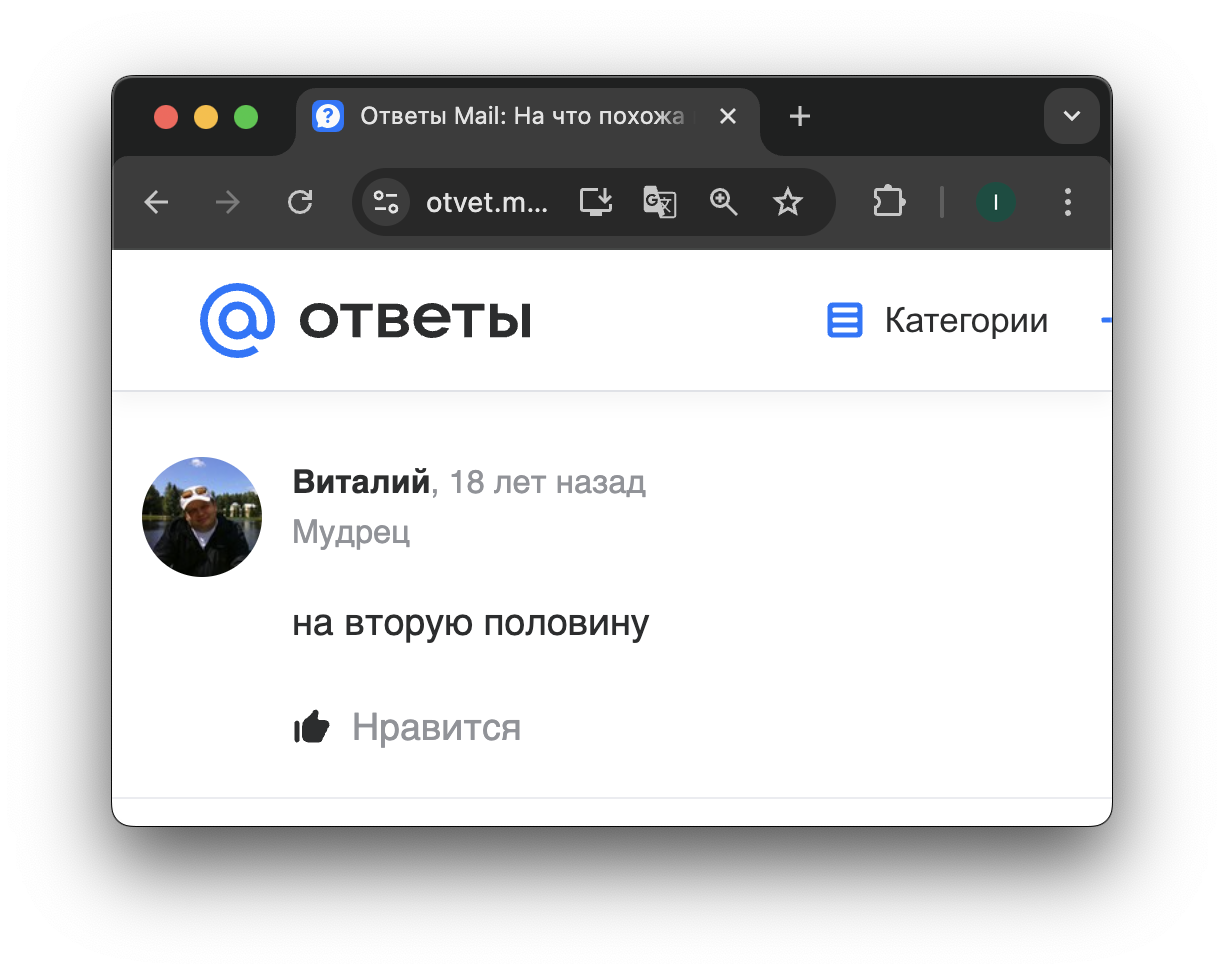 Ответы Mail: На что похожа
otvet.m...
I
ответы
Категории
Виталий, 18 лет назад
Мудрец
на вторую половину
Нравится